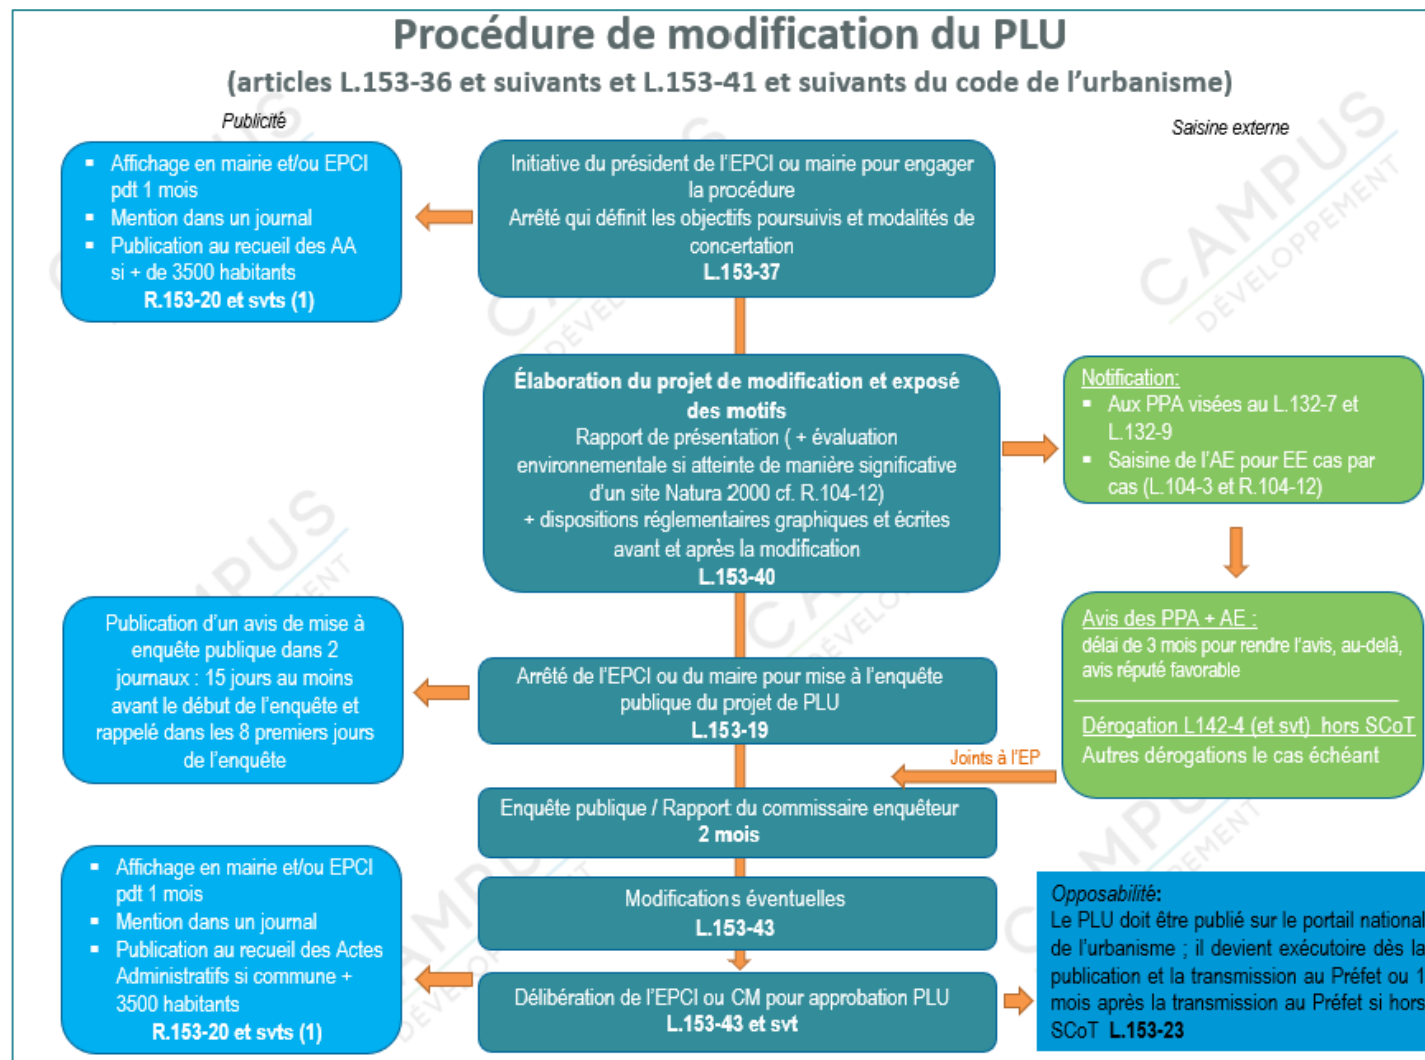 Procédure de modification du PLU
(articles L.153-36 et suivants et L.153-41 et suivants du code de l'urbanisme)
Publicité
Saisine externe
Affichage en mairie et/ou EPCI
pdt 1 mois
Mention dans un journal
Publication au recueil des AA
si + de 3500 habitants
R.153-20 et svts (1)
Initiative du président de l'EPCI ou mairie pour engager
la procédure
Arrêté qui définit les objectifs poursuivis et modalités de
concertation
L.153-37
Élaboration du projet de modification et exposé
des motifs
Rapport de présentation ( + évaluation
environnementale si atteinte de manière significative
d'un site Natura 2000 cf. R.104-12)
+ dispositions réglementaires graphiques et écrites
avant et après la modification
L.153-40
Notification:
Aux PPA visées au L.132-7 et
L.132-9
Saisine de l'AE pour EE cas par
cas (L.104-3 et R.104-12)
Publication d'un avis de mise à
enquête publique dans 2
journaux : 15 jours au moins
avant le début de l'enquête et
rappelé dans les 8 premiers jours
de l'enquête
Arrêté de l'EPCI ou du maire pour mise à l'enquête
publique du projet de PLU
L.153-19
Avis des PPA + AE :
délai de 3 mois pour rendre l'avis, au-delà,
avis réputé favorable
Dérogation L142-4 (et svt) hors SCoT
Autres dérogations le cas échéant
Joints à l'EP
Enquête publique / Rapport du commissaire enquêteur
2 mois
Affichage en mairie et/ou EPCI
pdt 1 mois
Mention dans un journal
Publication au recueil des Actes
Administratifs si commune +
3500 habitants
R.153-20 et svts (1)
Modifications éventuelles
L.153-43
Délibération de l'EPCI ou CM pour approbation PLU
L.153-43 et svt
Opposabilité:
Le PLU doit être publié sur le portail national
de l'urbanisme ; il devient exécutoire dès la
publication et la transmission au Préfet ou 1
mois après la transmission au Préfet si hors
SCoT L.153-23
CAMPUS
DÉVELOPPEMENT